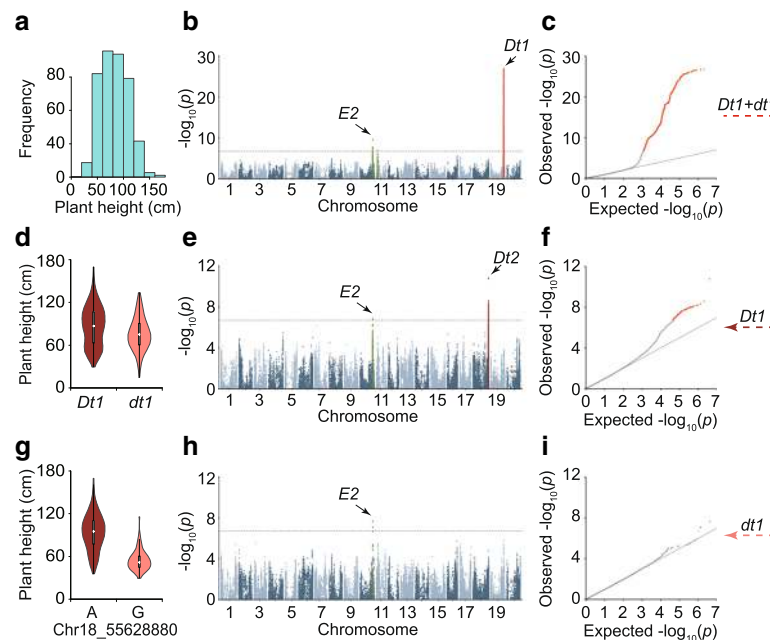 a
Frequency
80
40
0
0 50 100 150
Plant height (cm)
b
-log10(p)
30
20
10
0
E2
Dt1
1 3 5 7 9 11 13 15 17 19
Chromosome
c
Observed -log10(p)
30
20
10
0
0 1 2 3 4 5 6 7
Expected -log10(p)
Dt1+dt
d
Plant height (cm)
180
120
60
0
Dt1 dt1
e
-log10(p)
12
8
4
0
E2
Dt2
1 3 5 7 9 11 13 15 17 19
Chromosome
f
Observed -log10(p)
12
8
4
0
0 1 2 3 4 5 6 7
Expected -log10(p)
Dt1
g
Plant height (cm)
180
120
60
0
A G
Chr18_55628880
h
-log10(p)
12
8
4
0
E2
1 3 5 7 9 11 13 15 17 19
Chromosome
i
Observed -log10(p)
12
8
4
0
0 1 2 3 4 5 6 7
Expected -log10(p)
dt1